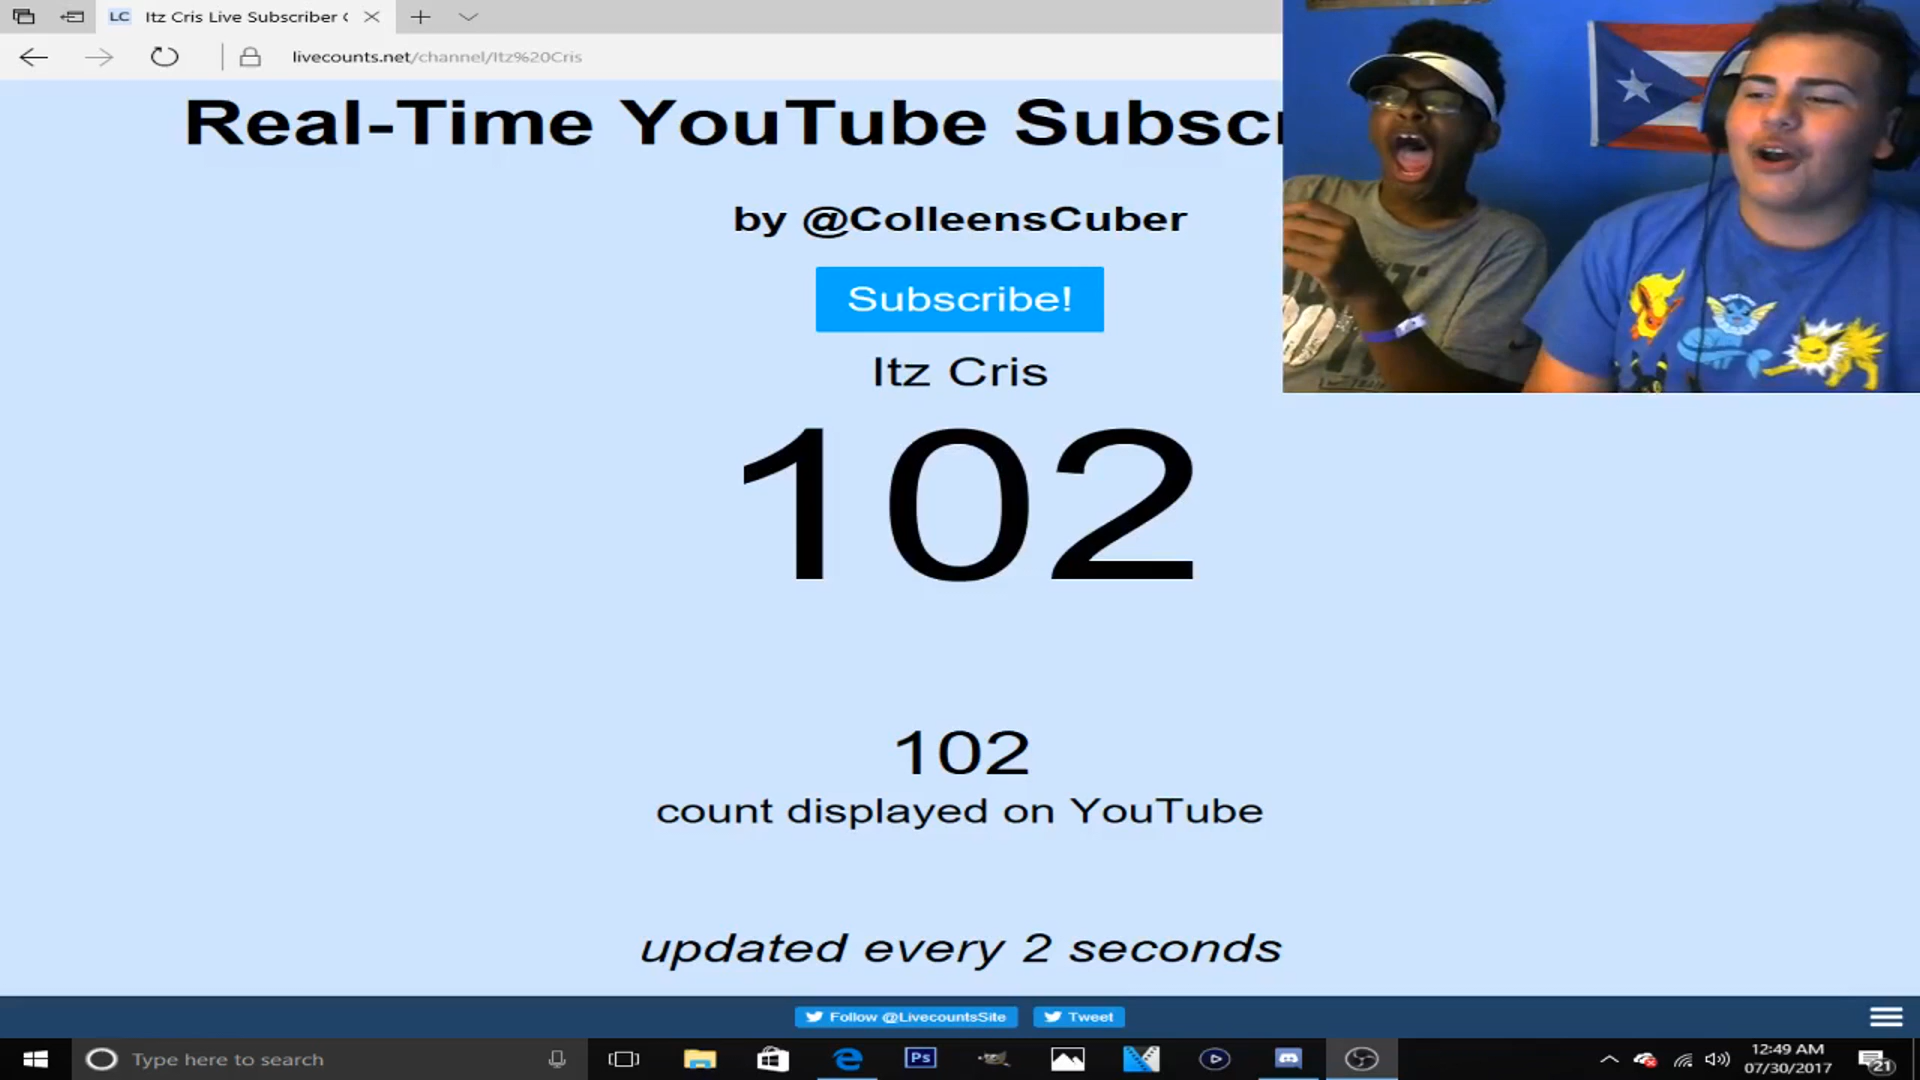 LC Itz Cris Live Subscriber
livecounts.net/channel/Itz%20Cris
Real-Time YouTube Subsc
by @ColleensCuber
Subscribe!
Itz Cris
102
102
count displayed on YouTube
updated every 2 seconds
Follow @LivecountsSite
Tweet
Type here to search
Ps
12:49 AM
07/30/2017
21